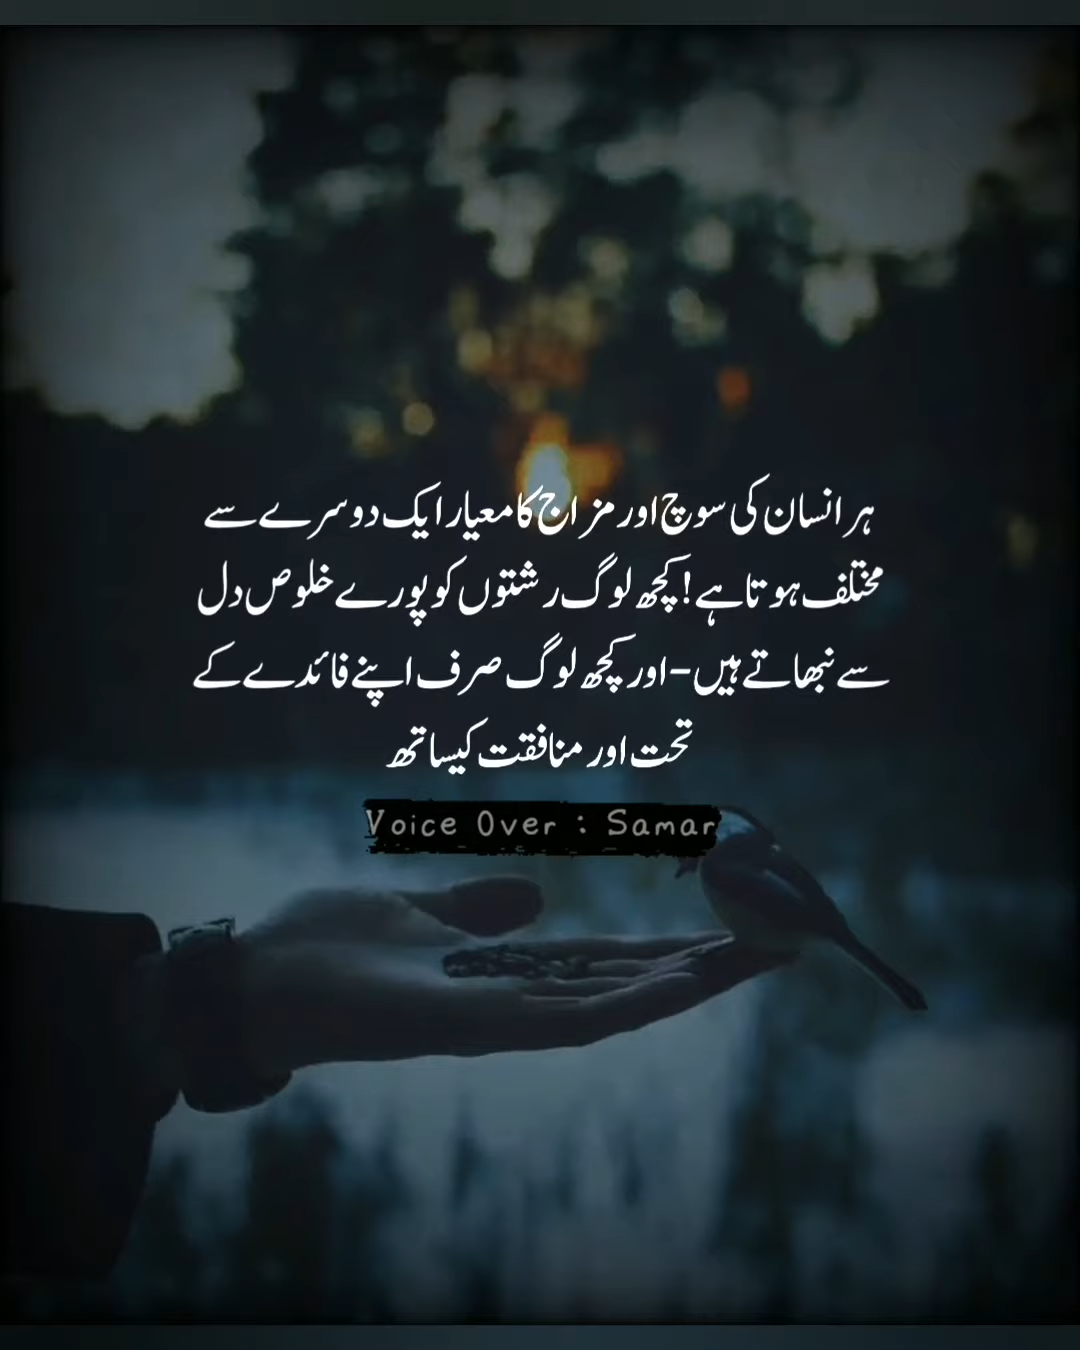 ہر انسان کی سوچ اور مزاج کا معیار ایک دوسرے سے
مختلف ہوتا ہے! کچھ لوگ رشتوں کو پورے خلوص دل
سے نبھاتے ہیں-اور کچھ لوگ صرف اپنے فائدے کے
تحت اور منافقت کیساتھ
Voice Over : Samar